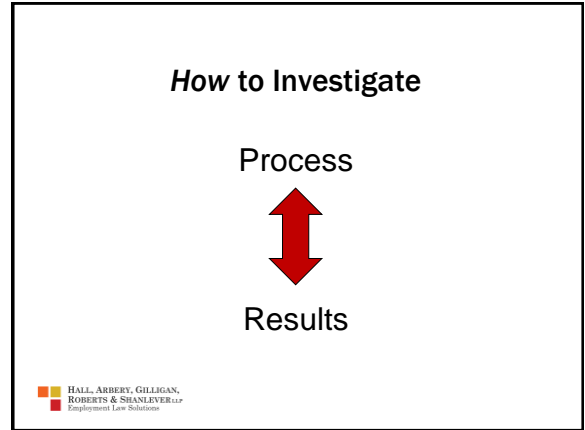 How to Investigate
Process
Results
HALL, ARBERY, GILLIGAN,
ROBERTS & SHANLEVER LLP
Employment Law Solutions